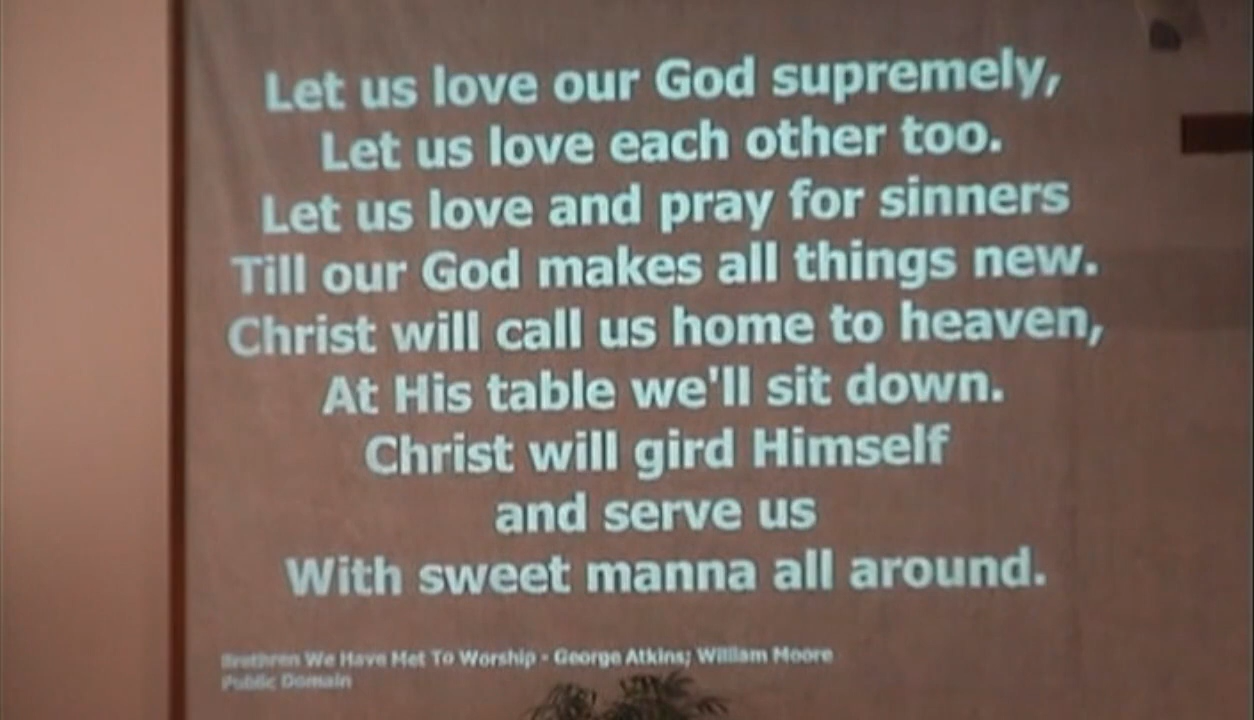 Let us love our God supremely,
Let us love each other too.
Let us love and pray for sinners
Till our God makes all things new.
Christ will call us home to heaven,
At His table we'll sit down.
Christ will gird Himself
and serve us
With sweet manna all around.
Brethren We Have Met To Worship - George Atkins; William Moore
Public Domain